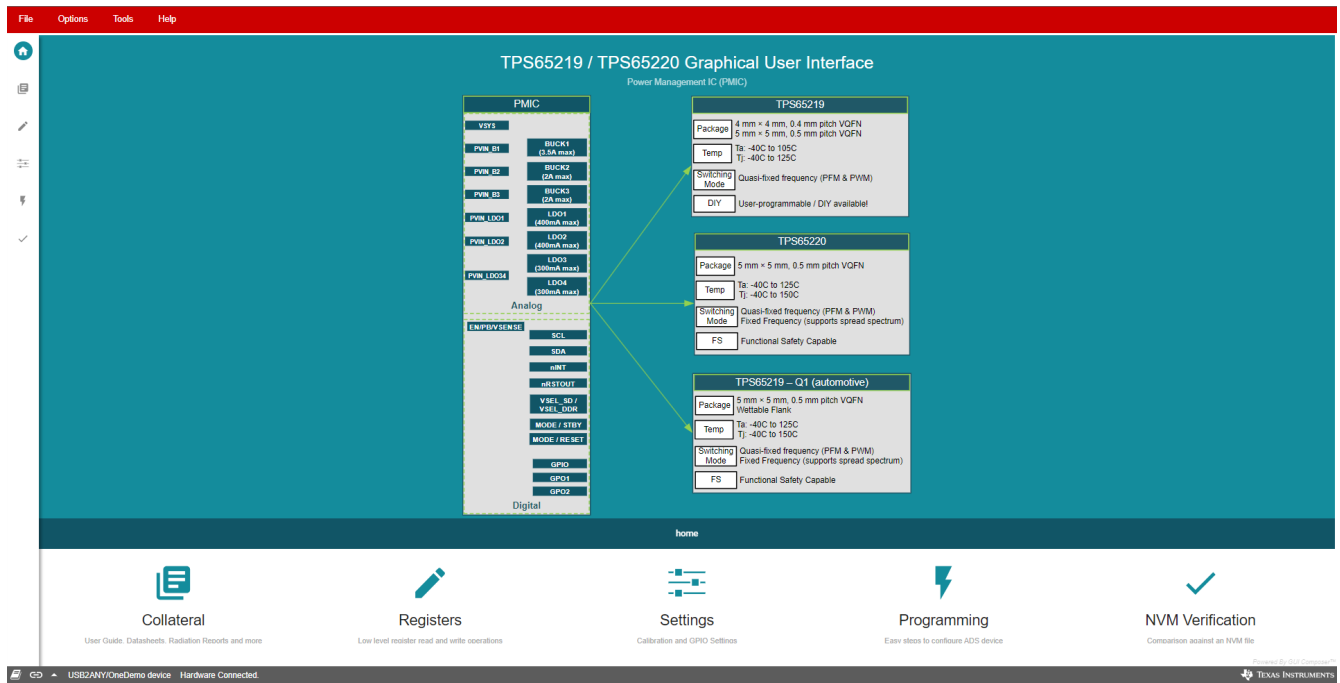 File Options Tools Help
TPS65219 / TPS65220 Graphical User Interface
Power Management IC (PMIC)
PMIC
VSYS
PVIN_B1
BUCK1
(3.5A max)
PVIN_B2
BUCK2
(2A max)
PVIN_B3
BUCK3
(2A max)
PVIN_LDO1
LDO1
(400mA max)
PVIN_LDO2
LDO2
(400mA max)
LDO3
(300mA max)
PVIN_LDO34
LDO4
(300mA max)
Analog
EN/PB/VSENSE
SCL
SDA
nINT
nRSTOUT
VSEL_SD /
VSEL_DDR
MODE / STBY
MODE / RESET
GPIO
GPO1
GPO2
Digital
TPS65219
Package
4 mm × 4 mm, 0.4 mm pitch VQFN
5 mm × 5 mm, 0.5 mm pitch VQFN
Temp
Ta: -40C to 105C
Tj: -40C to 125C
Switching
Mode
Quasi-fixed frequency (PFM & PWM)
DIY
User-programmable / DIY available!
TPS65220
Package
5 mm × 5 mm, 0.5 mm pitch VQFN
Temp
Ta: -40C to 125C
Tj: -40C to 150C
Switching
Mode
Quasi-fixed frequency (PFM & PWM)
Fixed Frequency (supports spread spectrum)
FS
Functional Safety Capable
TPS65219 – Q1 (automotive)
Package
5 mm × 5 mm, 0.5 mm pitch VQFN
Wettable Flank
Temp
Ta: -40C to 125C
Tj: -40C to 150C
Switching
Mode
Quasi-fixed frequency (PFM & PWM)
Fixed Frequency (supports spread spectrum)
FS
Functional Safety Capable
home
Collateral
User Guide, Datasheets, Radiation Reports and more
Registers
Low level register read and write operations
Settings
Calibration and GPIO Settings
Programming
Easy steps to configure ADS device
NVM Verification
Comparison against an NVM file
Powered By GUI Composer™
USB2ANY/OneDemo device Hardware Connected.
TEXAS INSTRUMENTS